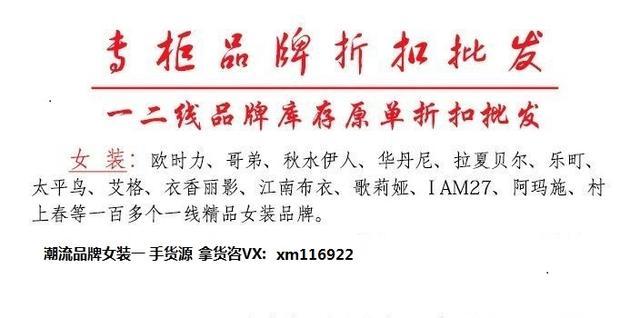 专柜品牌折扣批发
一二线品牌库存原单折扣批发
女装：欧时力、哥弟、秋水伊人、华丹尼、拉夏贝尔、乐町、
太平鸟、艾格、衣香丽影、江南布衣、歌莉娅、I AM27、阿玛施、村
上春等一百多个一线精品女装品牌。
潮流品牌女装一手货源 拿货咨VX: xm116922